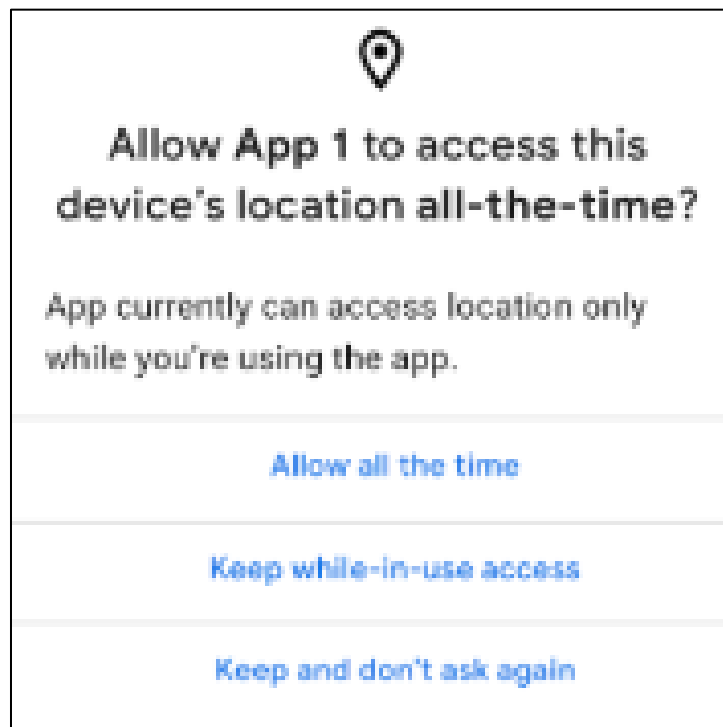 Allow App 1 to access this
device's location all-the-time?
App currently can access location only
while you're using the app.
Allow all the time
Keep while-in-use access
Keep and don't ask again